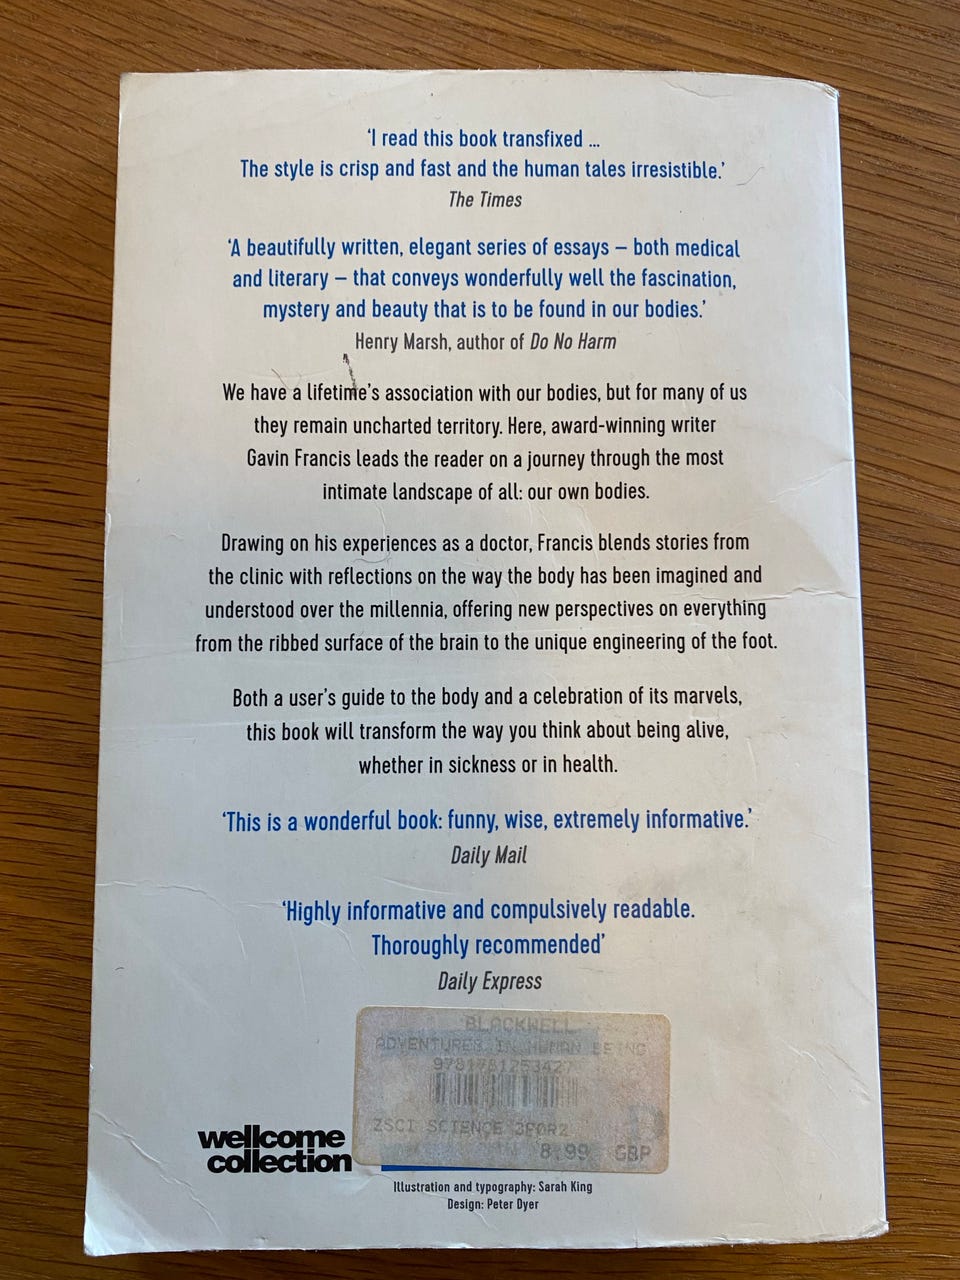 ‘I read this book transfixed ...
The style is crisp and fast and the human tales irresistible.’
The Times
‘A beautifully written, elegant series of essays – both medical
and literary – that conveys wonderfully well the fascination,
mystery and beauty that is to be found in our bodies.’
Henry Marsh, author of Do No Harm
We have a lifetime’s association with our bodies, but for many of us
they remain uncharted territory. Here, award-winning writer
Gavin Francis leads the reader on a journey through the most
intimate landscape of all: our own bodies.
Drawing on his experiences as a doctor, Francis blends stories from
the clinic with reflections on the way the body has been imagined and
understood over the millennia, offering new perspectives on everything
from the ribbed surface of the brain to the unique engineering of the foot.
Both a user’s guide to the body and a celebration of its marvels,
this book will transform the way you think about being alive,
whether in sickness or in health.
‘This is a wonderful book: funny, wise, extremely informative.’
Daily Mail
‘Highly informative and compulsively readable.
Thoroughly recommended’
Daily Express
BLACKWELL
ADVENTURES IN HUMAN BEING
9781781253427
ZSCI SCIENCE
8.99 GBP
wellcome
collection
Illustration and typography: Sarah King
Design: Peter Dyer